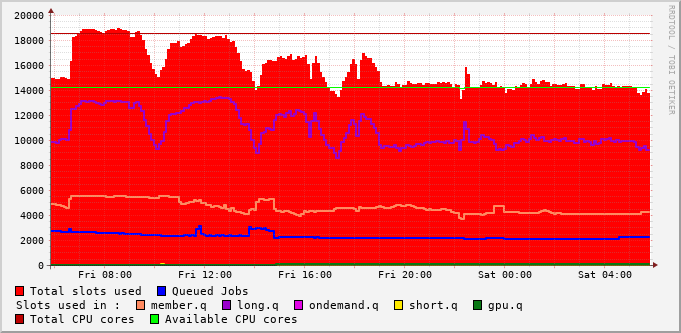 20000
18000
16000
14000
12000
10000
8000
6000
4000
2000
0
Fri 08:00 Fri 12:00 Fri 16:00 Fri 20:00 Sat 00:00 Sat 04:00
RRDTOOL / TOBI OETIKER
Total slots used Queued Jobs
Slots used in : member.q long.q ondemand.q short.q gpu.q
Total CPU cores Available CPU cores